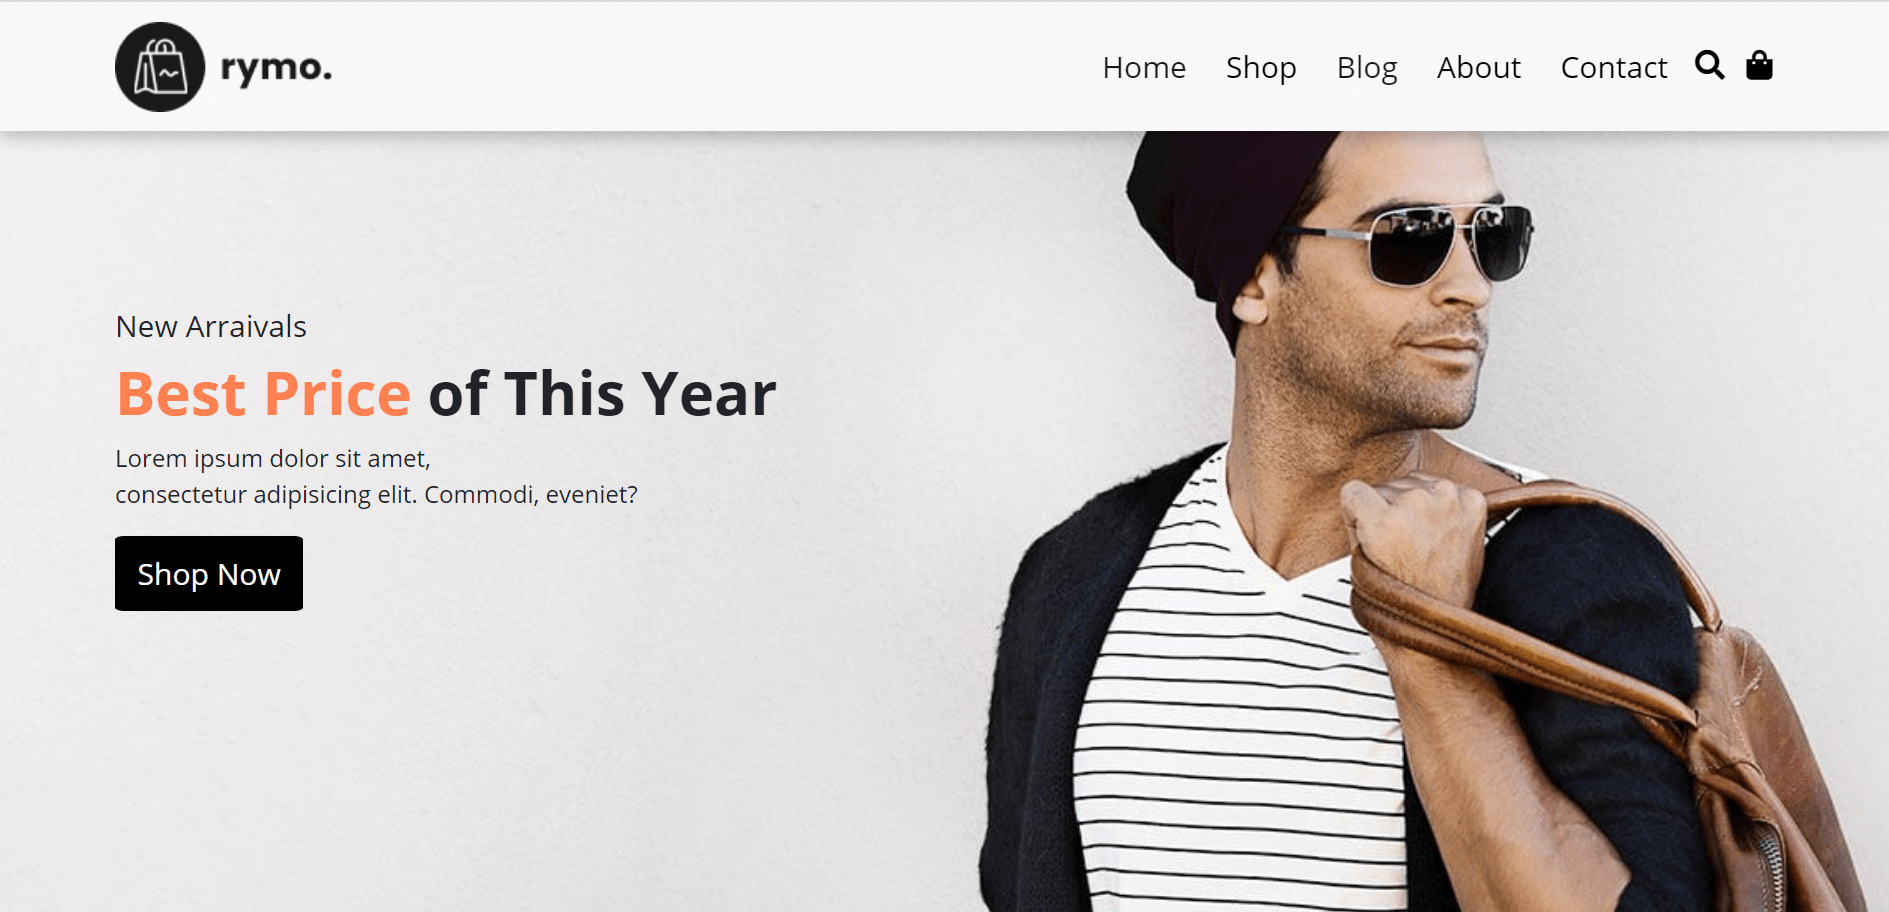 rymo.
Home Shop Blog About Contact
New Arraivals
Best Price of This Year
Lorem ipsum dolor sit amet,
consectetur adipisicing elit. Commodi, eveniet?
Shop Now